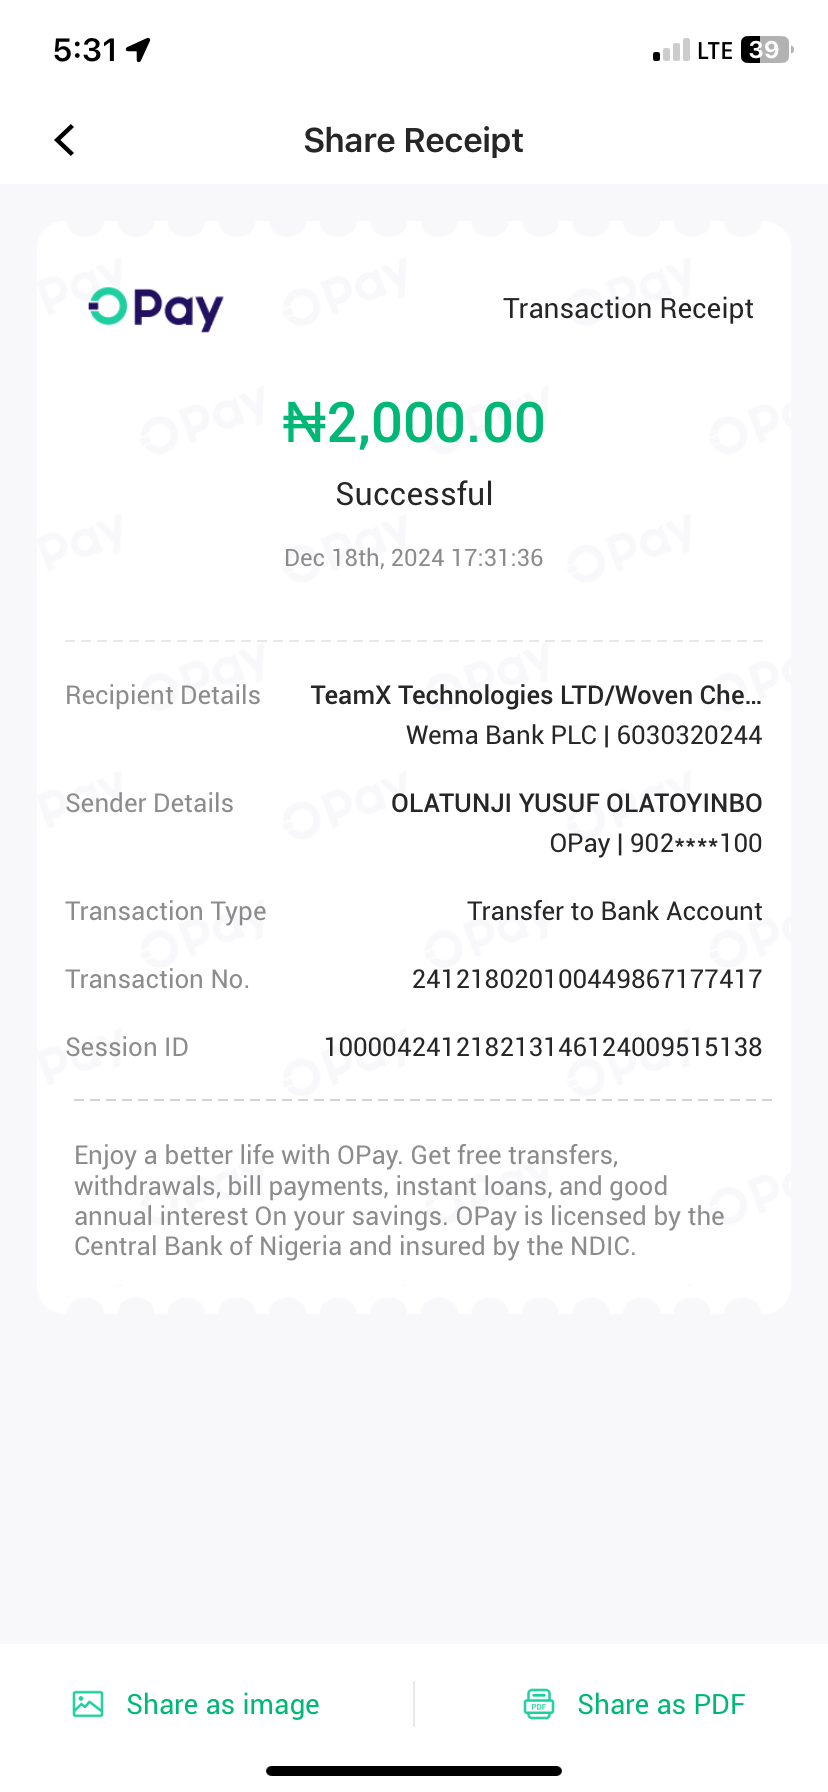 5:31
LTE 39
Share Receipt
OPay
Transaction Receipt
₦2,000.00
Successful
Dec 18th, 2024 17:31:36
Recipient Details
TeamX Technologies LTD/Woven Che...
Wema Bank PLC | 6030320244
Sender Details
OLATUNJI YUSUF OLATOYINBO
OPay | 902****100
Transaction Type
Transfer to Bank Account
Transaction No.
241218020100449867177417
Session ID
100004241218213146124009515138
Enjoy a better life with OPay. Get free transfers,
withdrawals, bill payments, instant loans, and good
annual interest On your savings. OPay is licensed by the
Central Bank of Nigeria and insured by the NDIC.
Share as image
PDF
Share as PDF